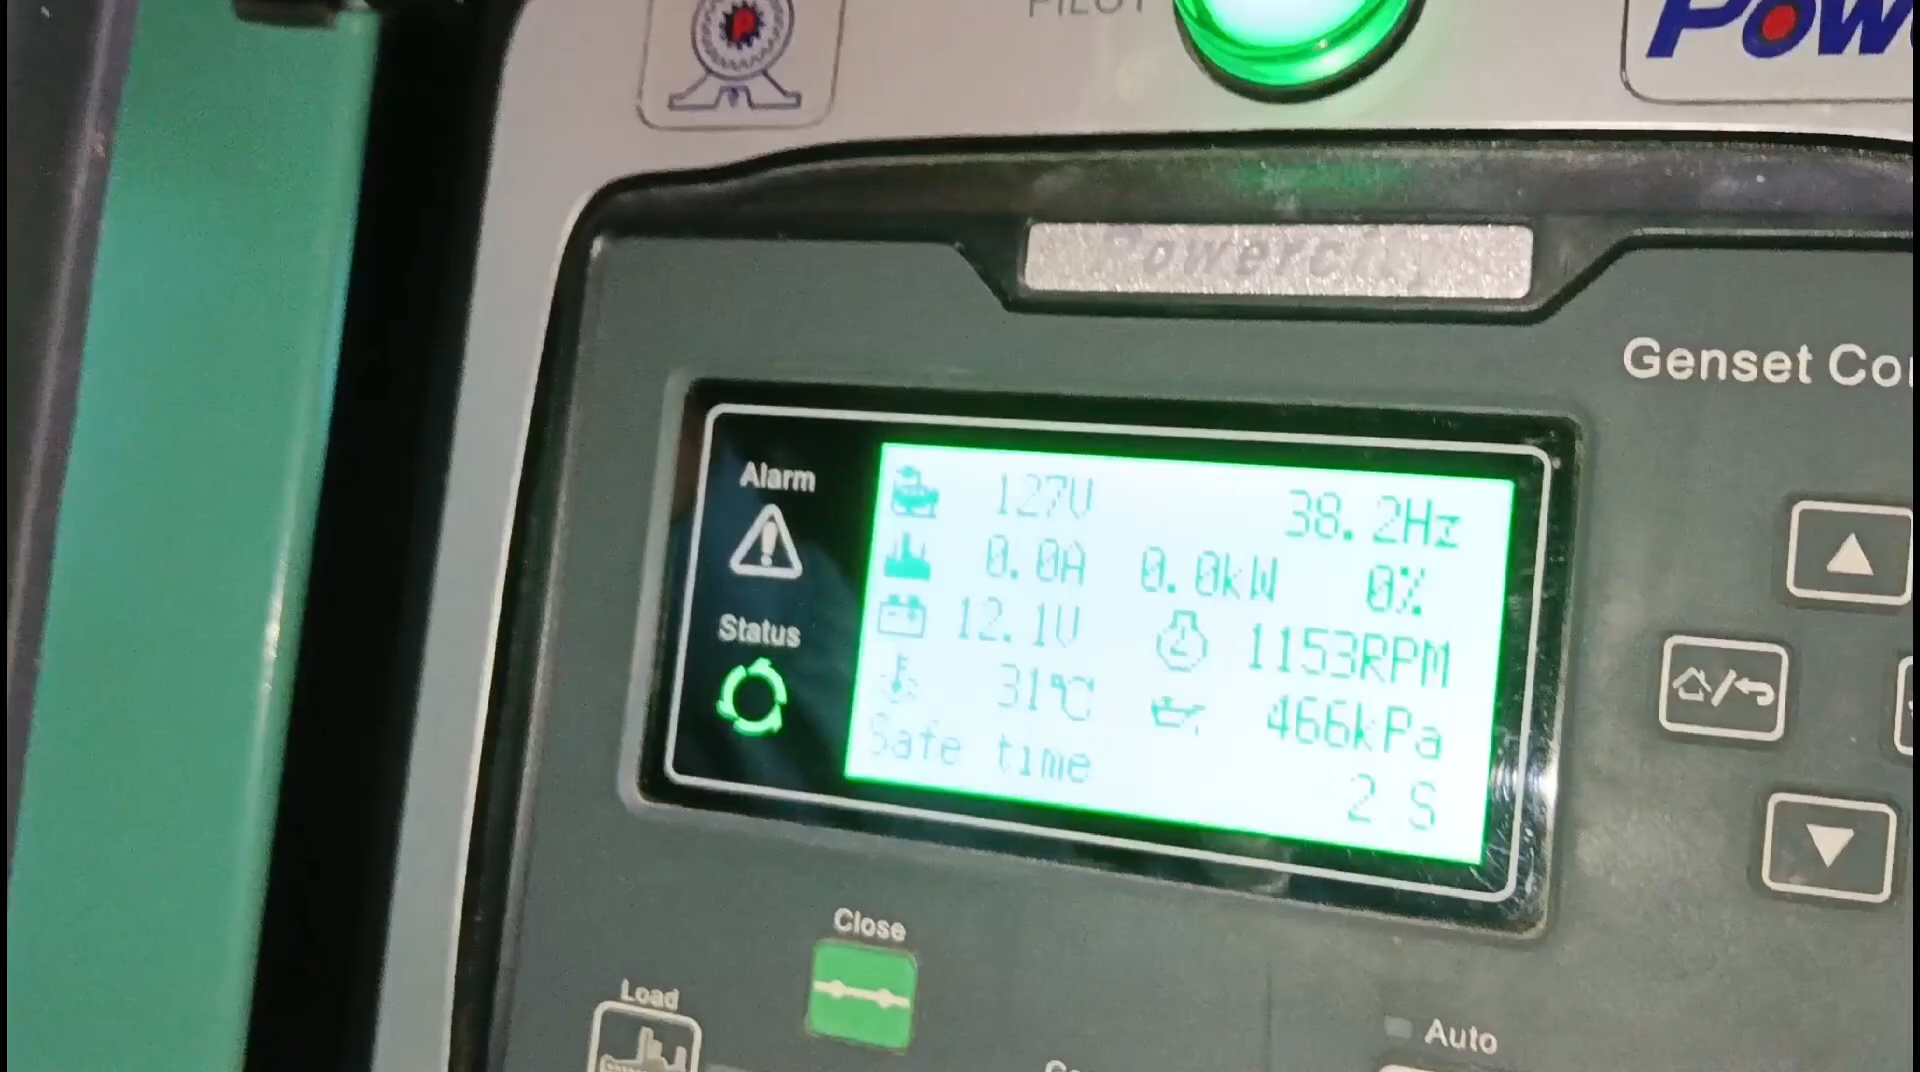 PILOT
P
Pow
Powercity
Genset Co
Alarm
127V 38.2Hz
0.0A 0.0kW 0%
Status
12.1V 1153RPM
31℃ 466kPa
Safe time 2 S
Close
Load
Auto